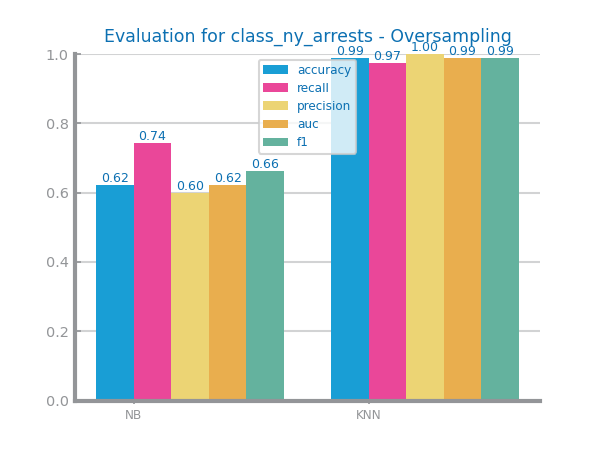 Evaluation for class_ny_arrests - Oversampling
1.0
0.8
0.6
0.4
0.2
0.0
0.62
0.74
0.60
0.62
0.66
0.99
0.97
1.00
0.99
0.99
accuracy
recall
precision
auc
f1
NB
KNN